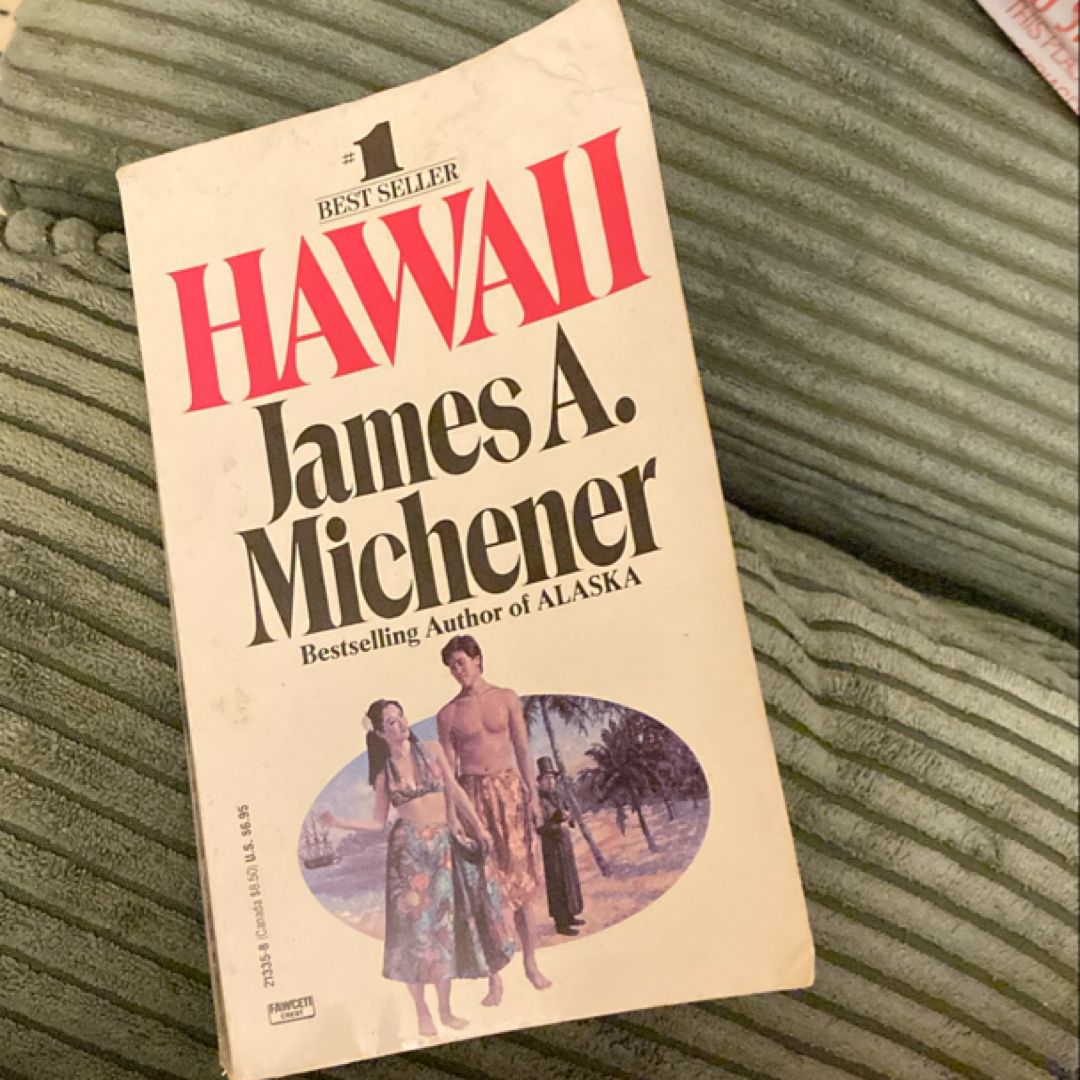 #1
BEST SELLER
HAWAII
James A.
Michener
Bestselling Author of ALASKA
21335-8 (Canada $8.50) U.S. $6.95
FAWCETT
CREST